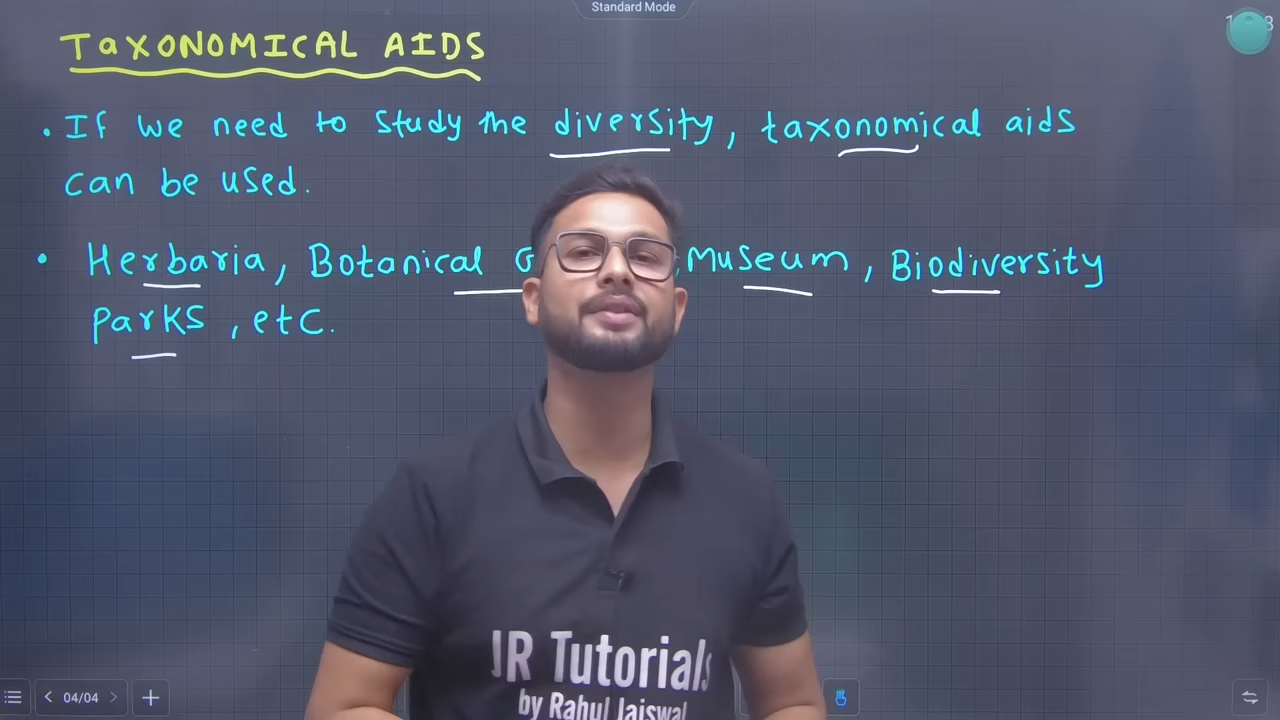 Standard Mode
TaXONOMICAL AIDS
. If we need to study the diversity, taxonomical aids
can be used.
• Herbaria, Botanical , Museum, Biodiversity
Parks, etc.
JR Tutorials
by Rahul Jaiswal
04/04